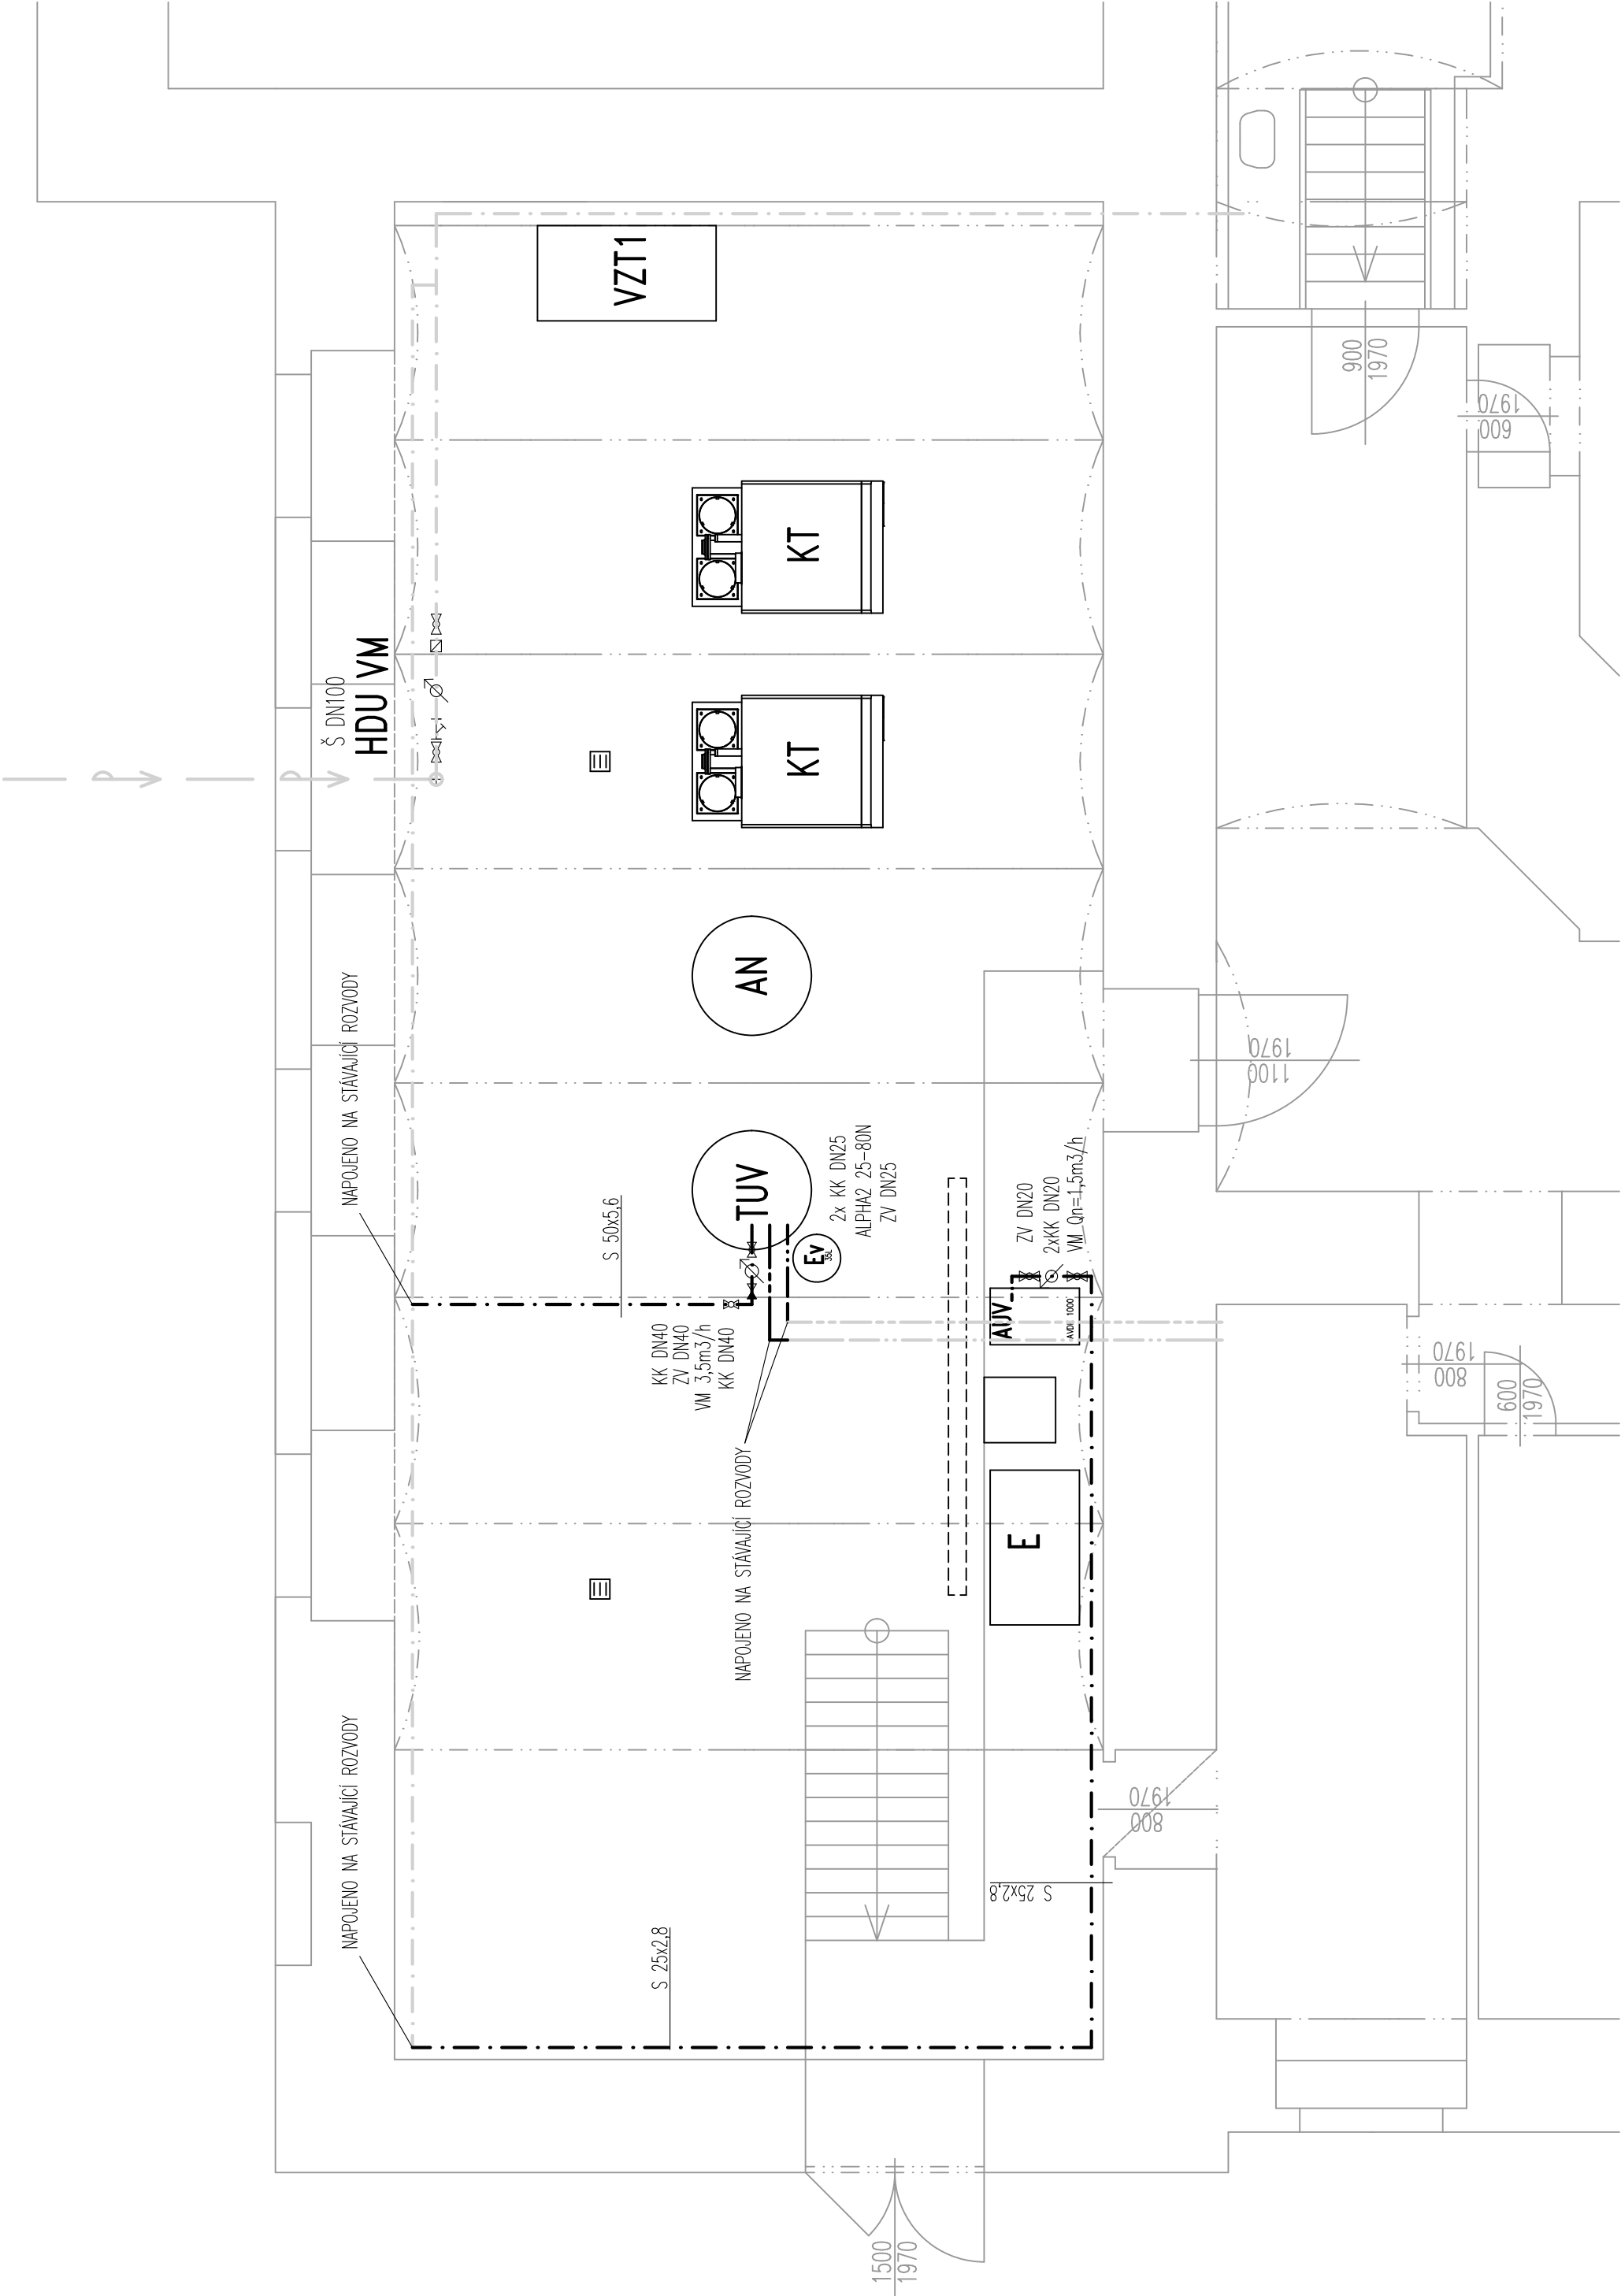 VZT1
900
1970
600
1970
KT
Š DN100
HDU VM
KT
AN
NAPOJENO NA STÁVAJÍCÍ ROZVODY
1100
1970
TUV
S 50x5,6
Ev
35L
2x KK DN25
ALPHA2 25-80N
ZV DN25
ZV DN20
2xKK DN20
VM Qn=1,5m3/h
AUV
AVDK 1000
KK DN40
ZV DN40
VM 3,5m3/h
KK DN40
800
1970
600
1970
NAPOJENO NA STÁVAJÍCÍ ROZVODY
E
NAPOJENO NA STÁVAJÍCÍ ROZVODY
800
1970
S 25x2,8
S 25x2,8
1500
1970